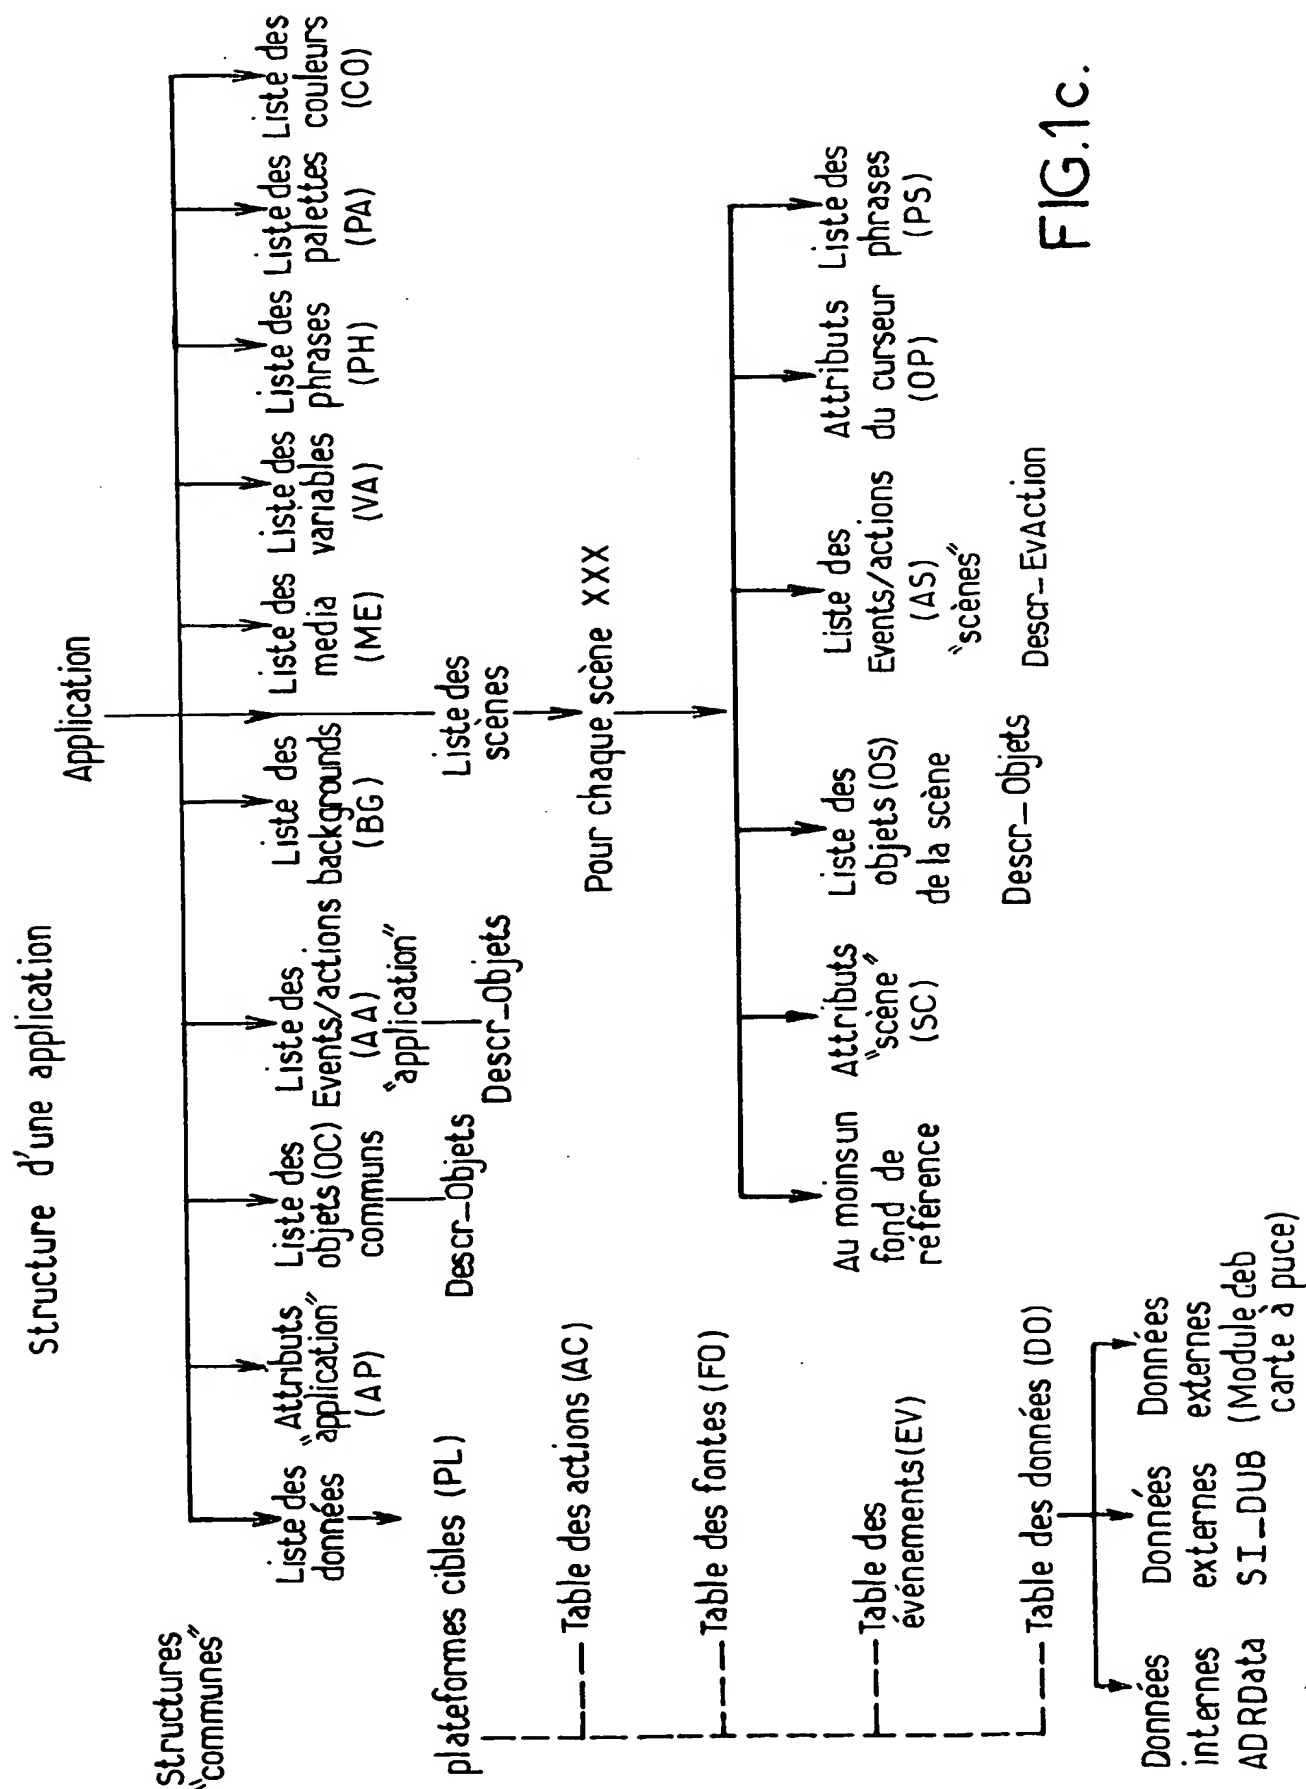 Structure d'une application
Application
Structures
"communes"
Liste des
données
"Attributs"
"application"
(AP)
Liste des
objets (OC)
communs
Descr_Objets
Liste des
Events/actions
(AA)
"application"
Descr_Objets
Liste des
backgrounds
(BG)
Liste des
media
(ME)
Liste des
variables
(VA)
Liste des
phrases
(PH)
Liste des
palettes
(PA)
Liste des
couleurs
(CO)
Liste des
scènes
Pour chaque scène XXX
plateformes cibles (PL)
Table des actions (AC)
Table des fontes (FO)
Table des
événements(EV)
Table des données (DO)
Données
internes
ADRData
Données
externes
SI_DUB
Données
externes
(Module deb
carte à puce)
Au moinsun
fond de
référence
Attributs
"scène"
(SC)
Liste des
objets (OS)
de la scène
Descr_Objets
Liste des
Events/actions
(AS)
"scènes"
Descr_EvAction
Attributs
du curseur
(OP)
Liste des
phrases
(PS)
FIG.1c.